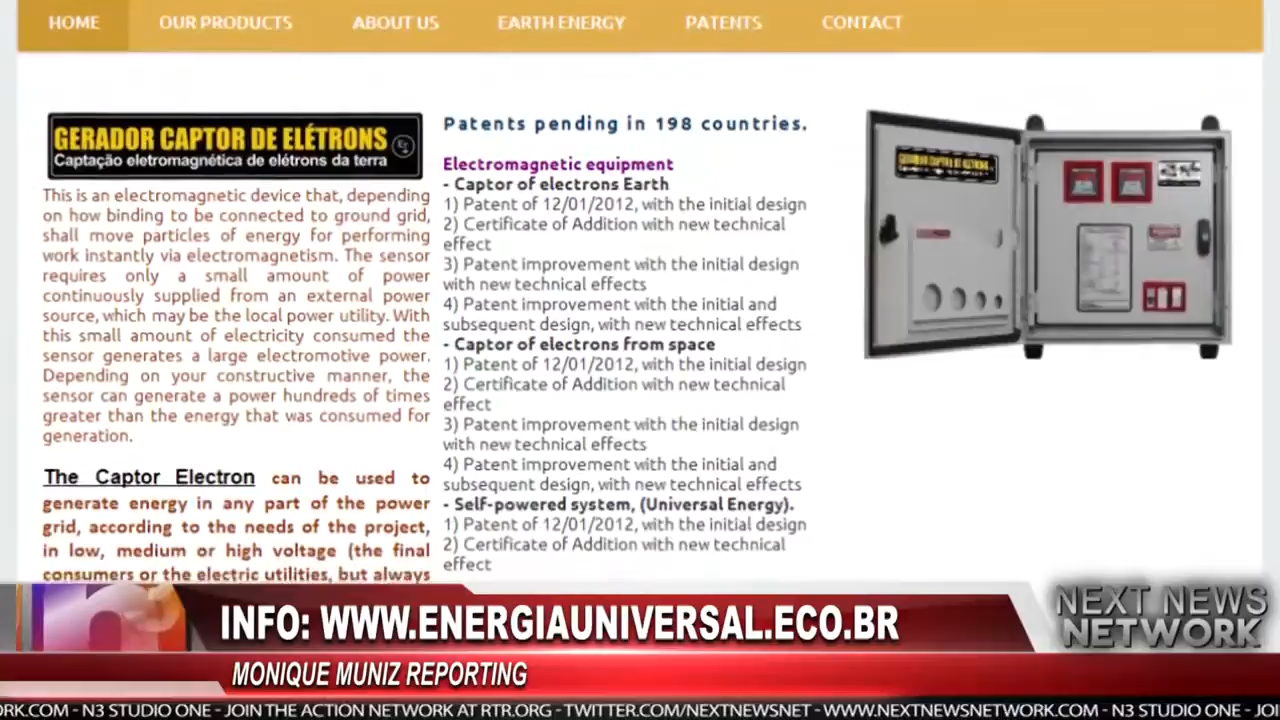 HOME OUR PRODUCTS ABOUT US EARTH ENERGY PATENTS CONTACT
GERADOR CAPTOR DE ELÉTRONS
Captação eletromagnética de elétrons da terra
This is an electromagnetic device that, depending
on how binding to be connected to ground grid,
shall move particles of energy for performing
work instantly via electromagnetism. The sensor
requires only a small amount of power
continuously supplied from an external power
source, which may be the local power utility. With
this small amount of electricity consumed the
sensor generates a large electromotive power.
Depending on your constructive manner, the
sensor can generate a power hundreds of times
greater than the energy that was consumed for
generation.
The Captor Electron can be used to
generate energy in any part of the power
grid, according to the needs of the project,
in low, medium or high voltage (the final
consumers or the electric utilities, but always
Patents pending in 198 countries.
Electromagnetic equipment
- Captor of electrons Earth
1) Patent of 12/01/2012, with the initial design
2) Certificate of Addition with new technical
effect
3) Patent improvement with the initial design
with new technical effects
4) Patent improvement with the initial and
subsequent design, with new technical effects
- Captor of electrons from space
1) Patent of 12/01/2012, with the initial design
2) Certificate of Addition with new technical
effect
3) Patent improvement with the initial design
with new technical effects
4) Patent improvement with the initial and
subsequent design, with new technical effects
- Self-powered system, (Universal Energy).
1) Patent of 12/01/2012, with the initial design
2) Certificate of Addition with new technical
effect
GERADOR CAPTOR DE ELÉTRONS
INFO: WWW.ENERGIAUNIVERSAL.ECO.BR
MONIQUE MUNIZ REPORTING
NEXT NEWS
NETWORK
RK.COM - N3 STUDIO ONE - JOIN THE ACTION NETWORK AT RTR.ORG - TWITTER.COM/NEXTNEWSNET - WWW.NEXTNEWSNETWORK.COM - N3 STUDIO ONE - JOI